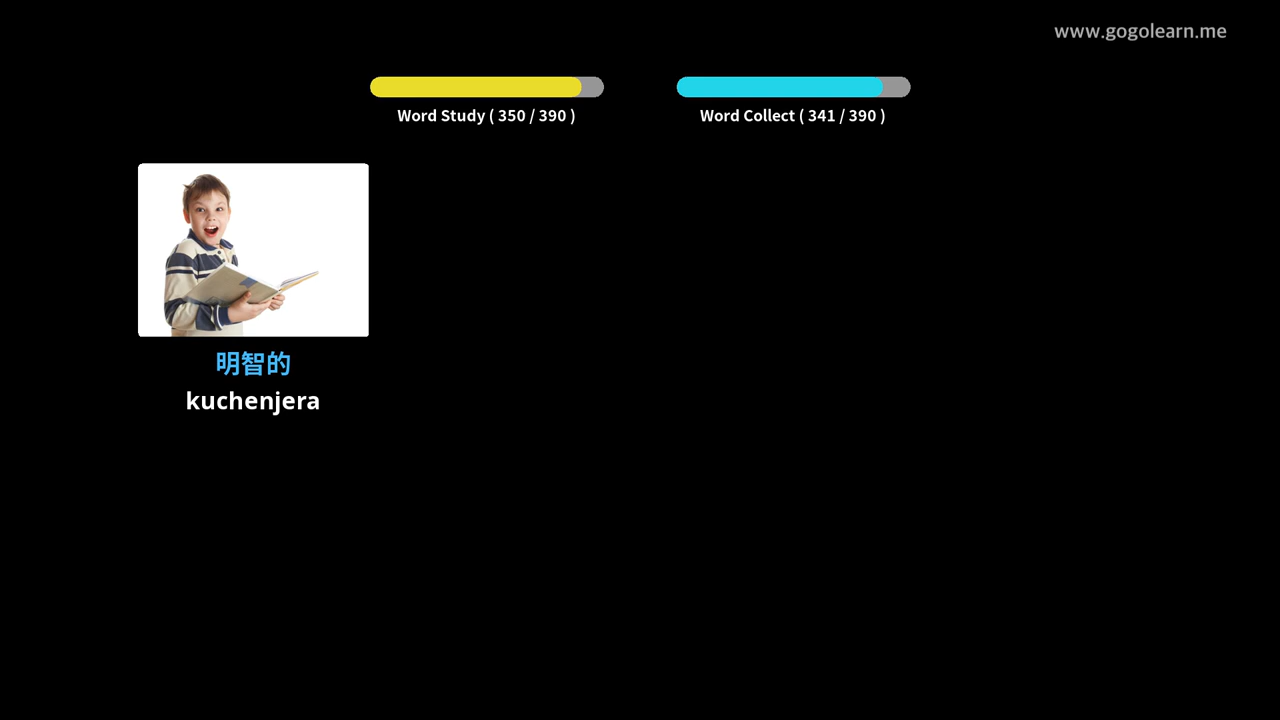 www.gogolearn.me
Word Study ( 350 / 390 )
Word Collect ( 341 / 390 )
明智的
kuchenjera